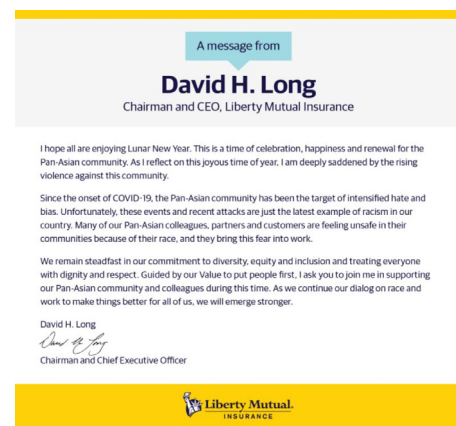 A message from
David H. Long
Chairman and CEO, Liberty Mutual Insurance
I hope all are enjoying Lunar New Year. This is a time of celebration, happiness and renewal for the
Pan-Asian community. As I reflect on this joyous time of year, I am deeply saddened by the rising
violence against this community.
Since the onset of COVID-19, the Pan-Asian community has been the target of intensified hate and
bias. Unfortunately, these events and recent attacks are just the latest example of racism in our
country. Many of our Pan-Asian colleagues, partners and customers are feeling unsafe in their
communities because of their race, and they bring this fear into work.
We remain steadfast in our commitment to diversity, equity and inclusion and treating everyone
with dignity and respect. Guided by our Value to put people first, I ask you to join me in supporting
our Pan-Asian community and colleagues during this time. As we continue our dialog on race and
work to make things better for all of us, we will emerge stronger.
David H. Long
David H Long
Chairman and Chief Executive Officer
Liberty Mutual.
INSURANCE